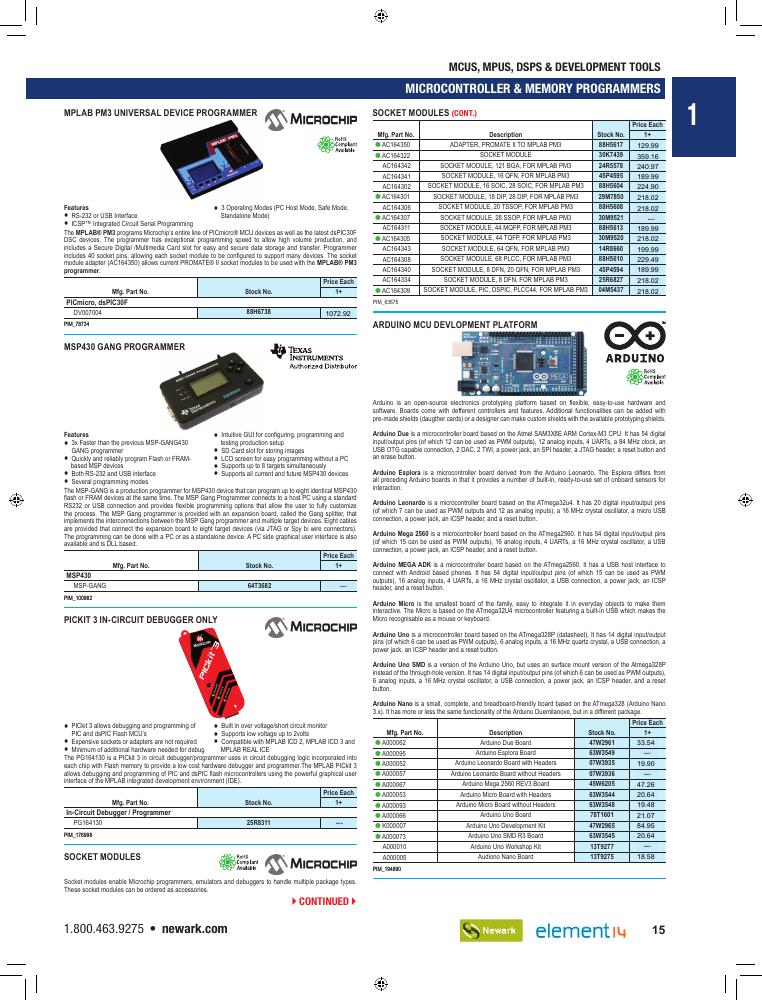 MCUS, MPUS, DSPS & DEVELOPMENT TOOLS
MICROCONTROLLER & MEMORY PROGRAMMERS
1
MPLAB PM3 UNIVERSAL DEVICE PROGRAMMER
MICROCHIP
RoHS
Compliant
Available
Features
RS-232 or USB Interface
ICSP™ Integrated Circuit Serial Programming
3 Operating Modes (PC Host Mode, Safe Mode,
Standalone Mode)
The MPLAB® PM3 programs Microchip's entire line of PICmicro® MCU devices as well as the latest dsPIC30F
DSC devices. The programmer has exceptional programming speed to allow high volume production, and
includes a Secure Digital /Multimedia Card slot for easy and secure data storage and transfer. Programmer
includes 40 socket pins, allowing each socket module to be configured to support many devices. The socket
module adapter (AC164350) allows current PROMATE® II socket modules to be used with the MPLAB® PM3
programmer.
Price Each
Mfg. Part No. Stock No. 1+
PICmicro, dsPIC30F
DV007004 88H6738 1072.92
PIM_78734
MSP430 GANG PROGRAMMER
TEXAS
INSTRUMENTS
Authorized Distributor
Features
3x Faster than the previous MSP-GANG430
GANG programmer
Quickly and reliably program Flash or FRAM-
based MSP devices
Both RS-232 and USB interface
Several programming modes
Intuitive GUI for configuring, programming and
testing production setup
SD Card slot for storing images
LCD screen for easy programming without a PC
Supports up to 8 targets simultaneously
Supports all current and future MSP430 devices
The MSP-GANG is a production programmer for MSP430 device that can program up to eight identical MSP430
flash or FRAM devices at the same time. The MSP Gang Programmer connects to a host PC using a standard
RS232 or USB connection and provides flexible programming options that allow the user to fully customize
the process. The MSP Gang programmer is provided with an expansion board, called the Gang splitter, that
implements the interconnections between the MSP Gang programmer and multiple target devices. Eight cables
are provided that connect the expansion board to eight target devices (via JTAG or Spy bi wire connectors).
The programming can be done with a PC or as a standalone device. A PC side graphical user interface is also
available and is DLL based.
Price Each
Mfg. Part No. Stock No. 1+
MSP430
MSP-GANG 64T3682 ---
PIM_100982
PICKIT 3 IN-CIRCUIT DEBUGGER ONLY
MICROCHIP
PICkit 3
PICkit 3 allows debugging and programming of
PIC and dsPIC Flash MCU's
Expensive sockets or adapters are not required
Minimum of additional hardware needed for debug
Built in over voltage/short circuit monitor
Supports low voltage up to 2volts
Compatible with MPLAB ICD 2, MPLAB ICD 3 and
MPLAB REAL ICE
The PG164130 is a PICkit 3 in circuit debugger/programmer uses in circuit debugging logic incorporated into
each chip with Flash memory to provide a low cost hardware debugger and programmer.The MPLAB PICkit 3
allows debugging and programming of PIC and dsPIC flash microcontrollers using the powerful graphical user
interface of the MPLAB integrated development environment (IDE).
Price Each
Mfg. Part No. Stock No. 1+
In-Circuit Debugger / Programmer
PG164130 25R8311 ---
PIM_178998
SOCKET MODULES
RoHS
Compliant
Available
MICROCHIP
Socket modules enable Microchip programmers, emulators and debuggers to handle multiple package types.
These socket modules can be ordered as accessories.
CONTINUED
SOCKET MODULES (CONT.)
Price Each
Mfg. Part No. Description Stock No. 1+
AC164350 ADAPTER, PROMATE II TO MPLAB PM3 88H5617 129.99
AC164322 SOCKET MODULE 30K7439 359.16
AC164342 SOCKET MODULE, 121 BGA, FOR MPLAB PM3 24R5578 240.97
AC164341 SOCKET MODULE, 16 QFN, FOR MPLAB PM3 45P4595 189.99
AC164302 SOCKET MODULE, 16 SOIC, 28 SOIC, FOR MPLAB PM3 88H5604 224.90
AC164301 SOCKET MODULE, 18 DIP, 28 DIP, FOR MPLAB PM3 29M7850 218.02
AC164306 SOCKET MODULE, 20 TSSOP, FOR MPLAB PM3 88H5608 218.02
AC164307 SOCKET MODULE, 28 SSOP, FOR MPLAB PM3 30M9521 ---
AC164311 SOCKET MODULE, 44 MQFP, FOR MPLAB PM3 88H5613 189.99
AC164305 SOCKET MODULE, 44 TQFP, FOR MPLAB PM3 30M9520 218.02
AC164343 SOCKET MODULE, 64 QFN, FOR MPLAB PM3 14R8660 199.99
AC164308 SOCKET MODULE, 68 PLCC, FOR MPLAB PM3 88H5610 229.49
AC164340 SOCKET MODULE, 8 DFN, 20 QFN, FOR MPLAB PM3 45P4594 189.99
AC164334 SOCKET MODULE, 8 DFN, FOR MPLAB PM3 25R6827 218.02
AC164309 SOCKET MODULE, PIC, DSPIC, PLCC44, FOR MPLAB PM3 04M5437 218.02
PIM_63675
ARDUINO MCU DEVLOPMENT PLATFORM
ARDUINO
RoHS
Compliant
Available
Arduino is an open-source electronics prototyping platform based on flexible, easy-to-use hardware and
software. Boards come with defferent controllers and features. Additional functionalities can be added with
pre-made shields (daugther cards) or a designer can make custom shields with the available prototyping shields.
Arduino Due is a microcontroller board based on the Atmel SAM3X8E ARM Cortex-M3 CPU. It has 54 digital
input/output pins (of which 12 can be used as PWM outputs), 12 analog inputs, 4 UARTs, a 84 MHz clock, an
USB OTG capable connection, 2 DAC, 2 TWI, a power jack, an SPI header, a JTAG header, a reset button and
an erase button.
Arduino Esplora is a microcontroller board derived from the Arduino Leonardo. The Esplora differs from
all preceding Arduino boards in that it provides a number of built-in, ready-to-use set of onboard sensors for
interaction.
Arduino Leonardo is a microcontroller board based on the ATmega32u4. It has 20 digital input/output pins
(of which 7 can be used as PWM outputs and 12 as analog inputs), a 16 MHz crystal oscillator, a micro USB
connection, a power jack, an ICSP header, and a reset button.
Arduino Mega 2560 is a microcontroller board based on the ATmega2560. It has 54 digital input/output pins
(of which 15 can be used as PWM outputs), 16 analog inputs, 4 UARTs, a 16 MHz crystal oscillator, a USB
connection, a power jack, an ICSP header, and a reset button.
Arduino MEGA ADK is a microcontroller board based on the ATmega2560. It has a USB host interface to
connect with Android based phones. It has 54 digital input/output pins (of which 15 can be used as PWM
outputs), 16 analog inputs, 4 UARTs, a 16 MHz crystal oscillator, a USB connection, a power jack, an ICSP
header, and a reset button.
Arduino Micro is the smallest board of the family, easy to integrate it in everyday objects to make them
interactive. The Micro is based on the ATmega32U4 microcontroller featuring a built-in USB which makes the
Micro recognisable as a mouse or keyboard.
Arduino Uno is a microcontroller board based on the ATmega328P (datasheet). It has 14 digital input/output
pins (of which 6 can be used as PWM outputs), 6 analog inputs, a 16 MHz quartz crystal, a USB connection, a
power jack, an ICSP header and a reset button.
Arduino Uno SMD is a version of the Arduino Uno, but uses an surface mount version of the Atmega328P
instead of the through-hole version. It has 14 digital input/output pins (of which 6 can be used as PWM outputs),
6 analog inputs, a 16 MHz crystal oscillator, a USB connection, a power jack, an ICSP header, and a reset
button.
Arduino Nano is a small, complete, and breadboard-friendly board based on the ATmega328 (Arduino Nano
3.x). It has more or less the same functionality of the Arduino Duemilanove, but in a different package.
Price Each
Mfg. Part No. Description Stock No. 1+
A000062 Arduino Due Board 47W2961 33.54
A000095 Arduino Esplora Board 63W3549 ---
A000052 Arduino Leonardo Board with Headers 07W3935 19.90
A000057 Arduino Leonardo Board without Headers 07W3936 ---
A000067 Arduino Mega 2560 REV3 Board 45W6205 47.26
A000053 Arduino Micro Board with Headers 63W3544 20.64
A000093 Arduino Micro Board without Headers 63W3548 19.48
A000066 Arduino Uno Board 78T1601 21.07
K000007 Arduino Uno Development Kit 47W2965 84.95
A000073 Arduino Uno SMD R3 Board 63W3545 20.64
A000010 Arduino Uno Workshop Kit 13T9277 ---
A000005 Audiono Nano Board 13T9275 18.58
PIM_194890
1.800.463.9275 • newark.com
Newark
element14
15